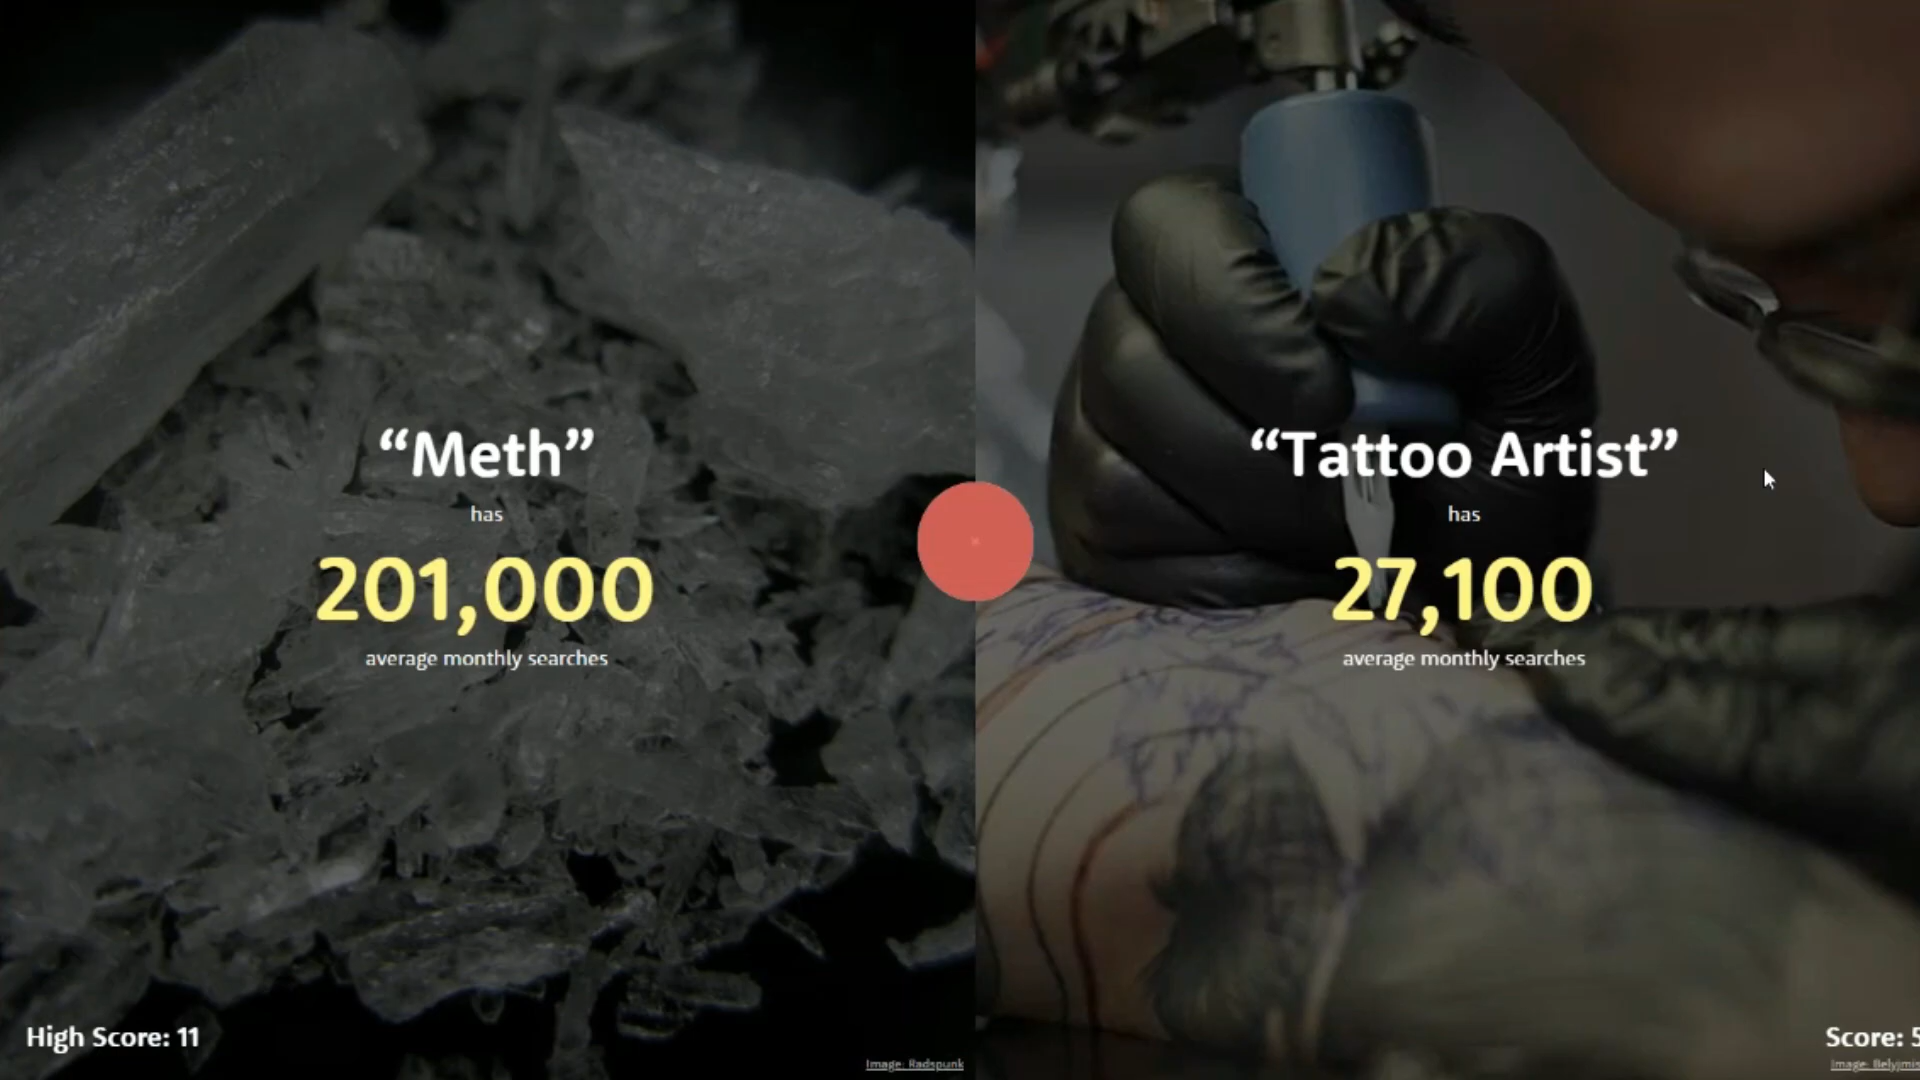 “Meth”
has
201,000
average monthly searches
High Score: 11
Image: Radspunk
“Tattoo Artist”
has
27,100
average monthly searches
Score: 5